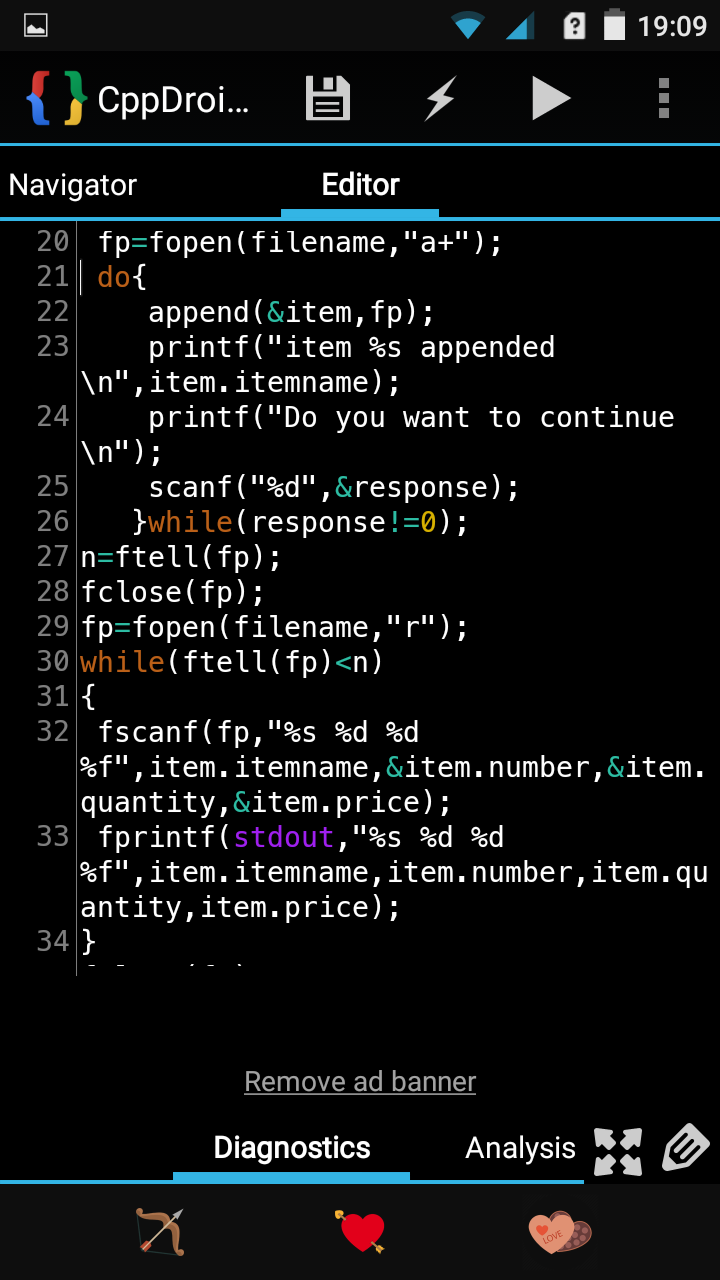 19:09
CppDroi...
Navigator
Editor
20 fp=fopen(filename,"a+");
21 do{
22 append(&item,fp);
23 printf("item %s appended
\n",item.itemname);
24 printf("Do you want to continue
\n");
25 scanf("%d",&response);
26 }while(response!=0);
27 n=ftell(fp);
28 fclose(fp);
29 fp=fopen(filename,"r");
30 while(ftell(fp)<n)
31 {
32 fscanf(fp,"%s %d %d
%f",item.itemname,&item.number,&item.
quantity,&item.price);
33 fprintf(stdout,"%s %d %d
%f",item.itemname,item.number,item.qu
antity,item.price);
34 }
Remove ad banner
Diagnostics
Analysis
LOVE